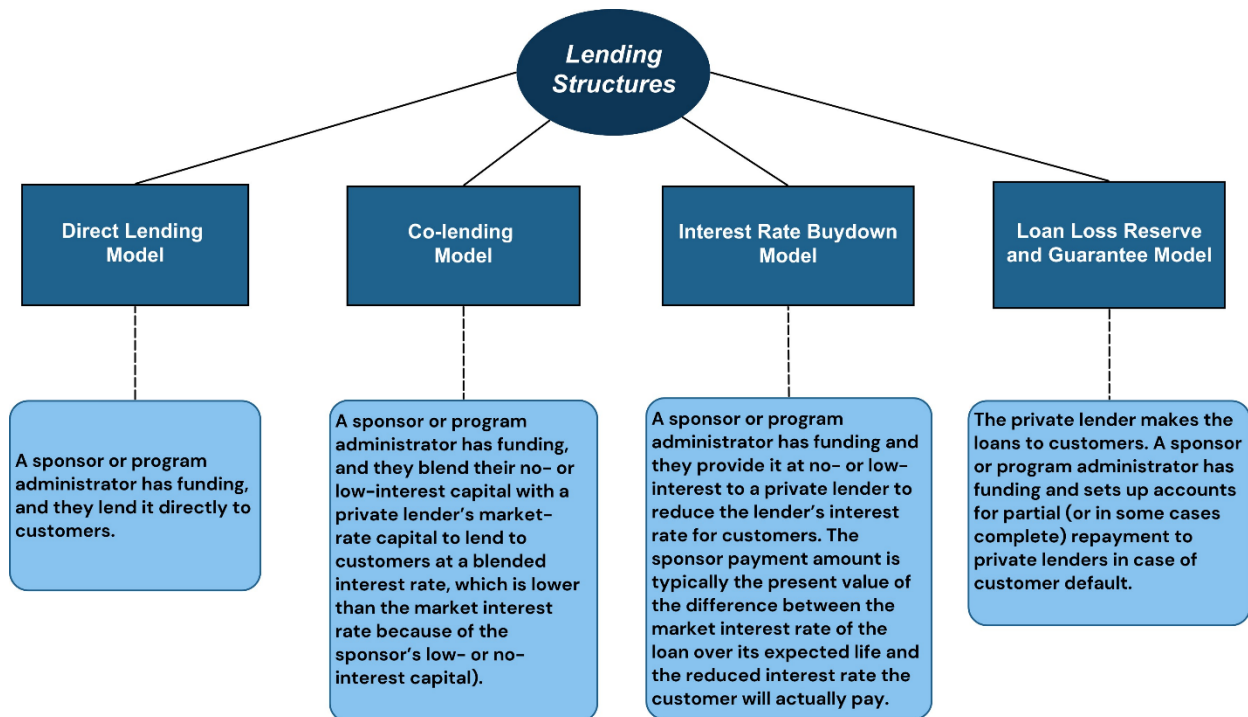 Lending
Structures
Direct Lending
Model
Co-lending
Model
Interest Rate Buydown
Model
Loan Loss Reserve
and Guarantee Model
A sponsor or program
administrator has funding,
and they lend it directly to
customers.
A sponsor or program
administrator has funding,
and they blend their no- or
low-interest capital with a
private lender's market-
rate capital to lend to
customers at a blended
interest rate, which is lower
than the market interest
rate because of the
sponsor's low- or no-
interest capital).
A sponsor or program
administrator has funding and
they provide it at no- or low-
interest to a private lender to
reduce the lender's interest
rate for customers. The
sponsor payment amount is
typically the present value of
the difference between the
market interest rate of the
loan over its expected life and
the reduced interest rate the
customer will actually pay.
The private lender makes the
loans to customers. A sponsor
or program administrator has
funding and sets up accounts
for partial (or in some cases
complete) repayment to
private lenders in case of
customer default.